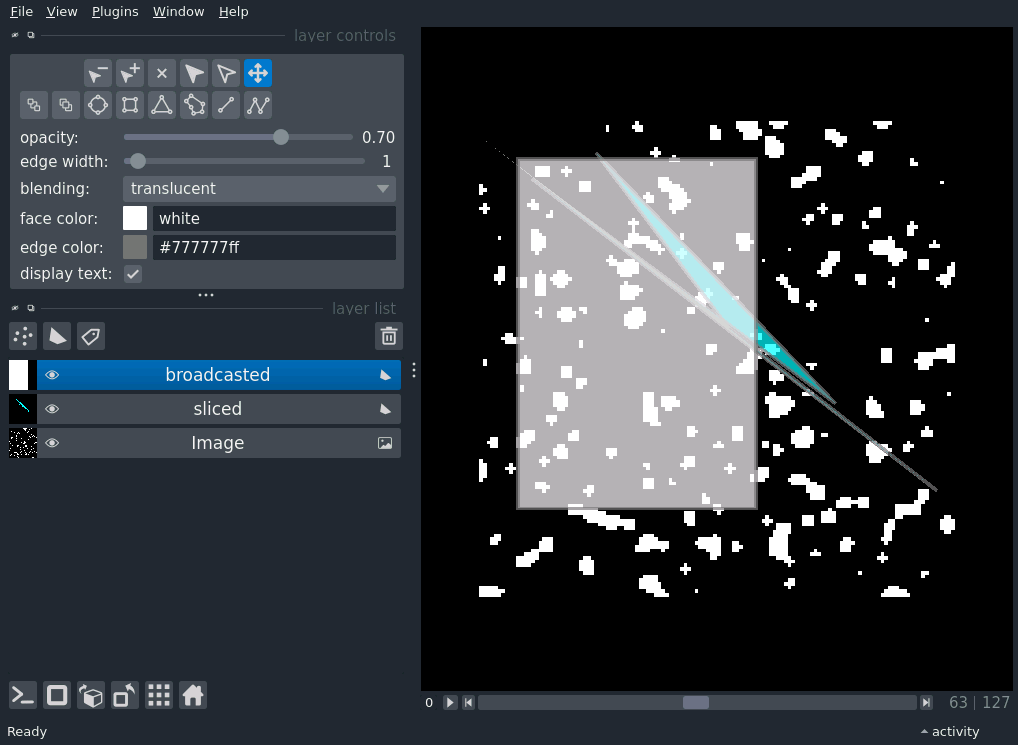 File View Plugins Window Help
layer controls
opacity: 0.70
edge width: 1
blending: translucent
face color: white
edge color: #777777ff
display text:
layer list
broadcasted
sliced
Image
0 63 | 127
Ready activity